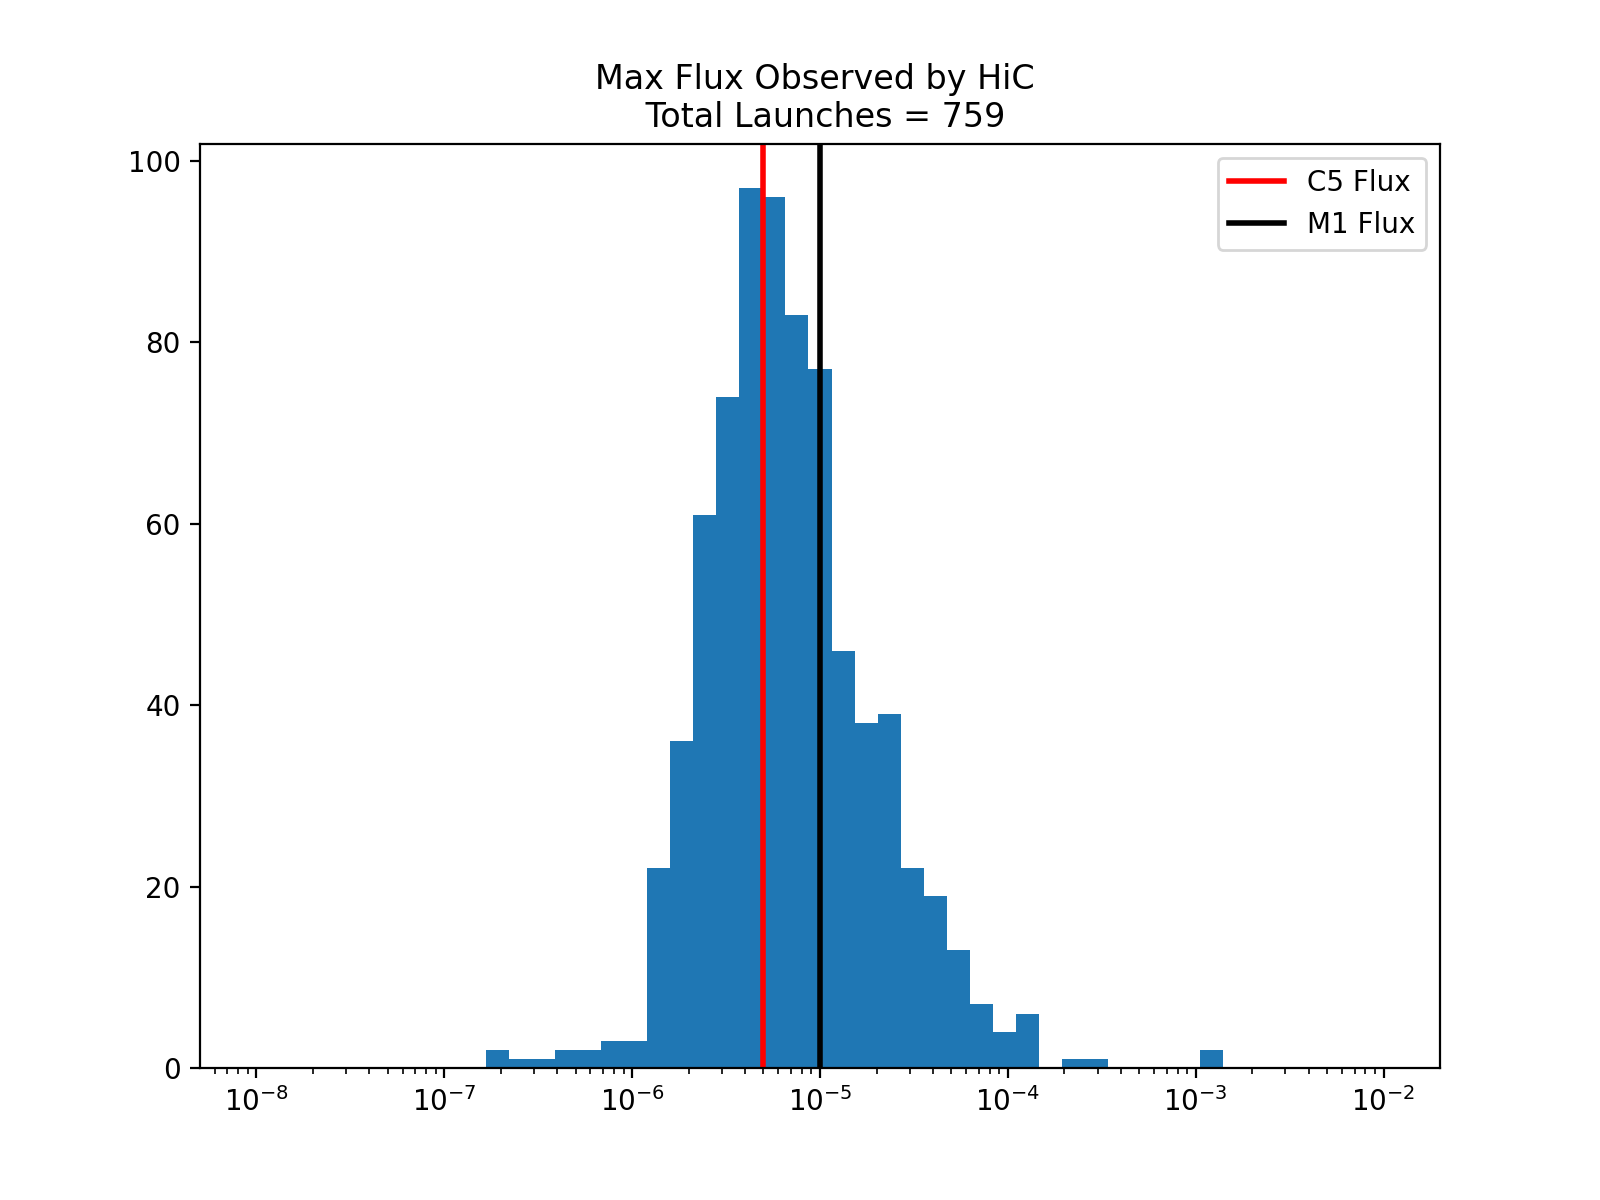 Max Flux Observed by HiC
Total Launches = 759
C5 Flux
M1 Flux
100
80
60
40
20
0
10⁻⁸ 10⁻⁷ 10⁻⁶ 10⁻⁵ 10⁻⁴ 10⁻³ 10⁻²